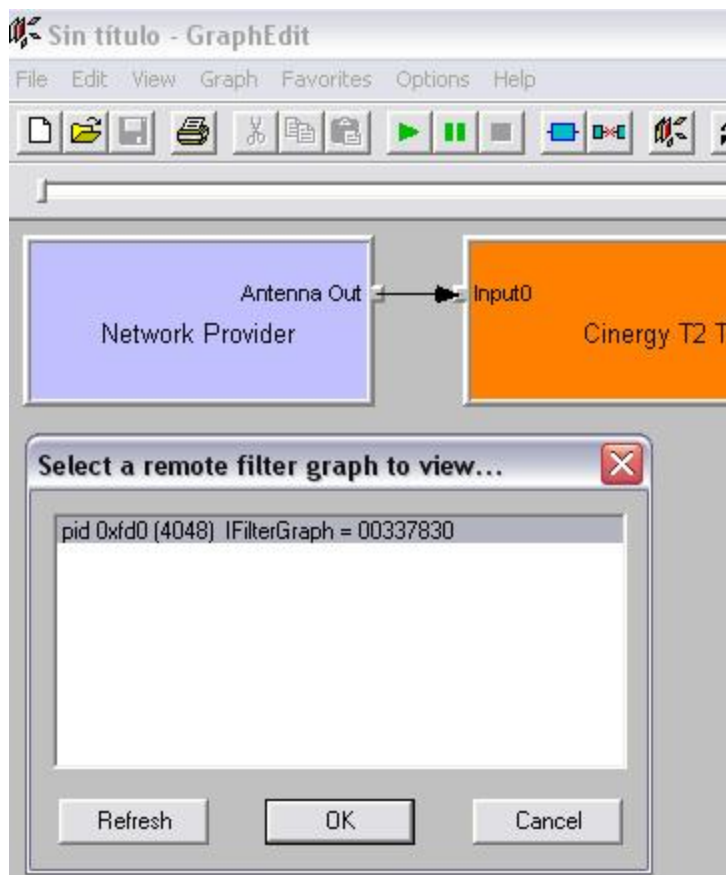 Sin título - GraphEdit
File Edit View Graph Favorites Options Help
Antenna Out
Input0
Network Provider
Cinergy T2 T
Select a remote filter graph to view...
pid 0xfd0 (4048) IFilterGraph = 00337830
Refresh OK Cancel